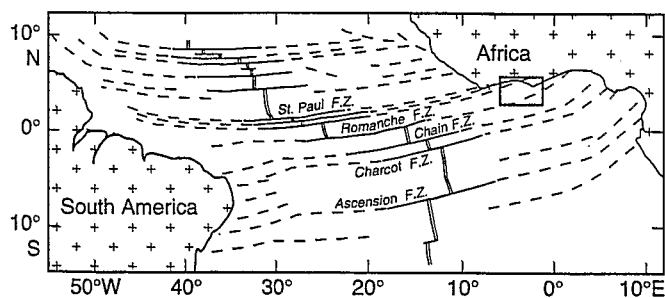 10°
N
Africa
St. Paul F.Z.
Romanche F.Z.
Chain F.Z.
0°
Charcot F.Z.
South America
Ascension F.Z.
10°
S
50°W 40° 30° 20° 10° 0° 10°E